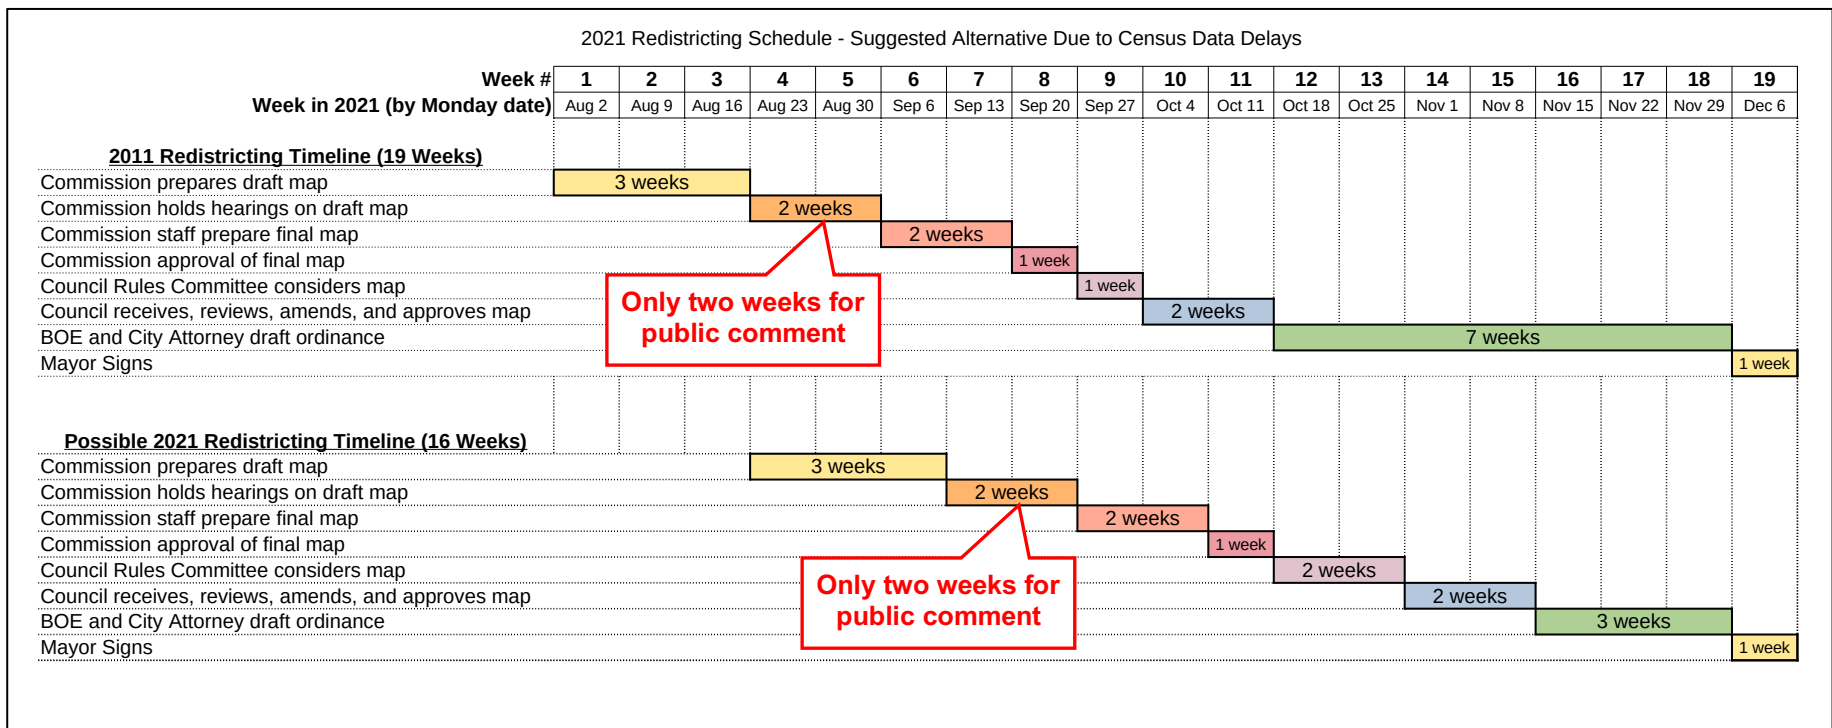 2021 Redistricting Schedule - Suggested Alternative Due to Census Data Delays
Week # 1 2 3 4 5 6 7 8 9 10 11 12 13 14 15 16 17 18 19
Week in 2021 (by Monday date) Aug 2 Aug 9 Aug 16 Aug 23 Aug 30 Sep 6 Sep 13 Sep 20 Sep 27 Oct 4 Oct 11 Oct 18 Oct 25 Nov 1 Nov 8 Nov 15 Nov 22 Nov 29 Dec 6
2011 Redistricting Timeline (19 Weeks)
Commission prepares draft map 3 weeks
Commission holds hearings on draft map 2 weeks
Commission staff prepare final map 2 weeks
Commission approval of final map 1 week
Council Rules Committee considers map 1 week
Only two weeks for
public comment
Council receives, reviews, amends, and approves map 2 weeks
BOE and City Attorney draft ordinance 7 weeks
Mayor Signs 1 week
Possible 2021 Redistricting Timeline (16 Weeks)
Commission prepares draft map 3 weeks
Commission holds hearings on draft map 2 weeks
Commission staff prepare final map 2 weeks
Commission approval of final map 1 week
Council Rules Committee considers map 2 weeks
Only two weeks for
public comment
Council receives, reviews, amends, and approves map 2 weeks
BOE and City Attorney draft ordinance 3 weeks
Mayor Signs 1 week